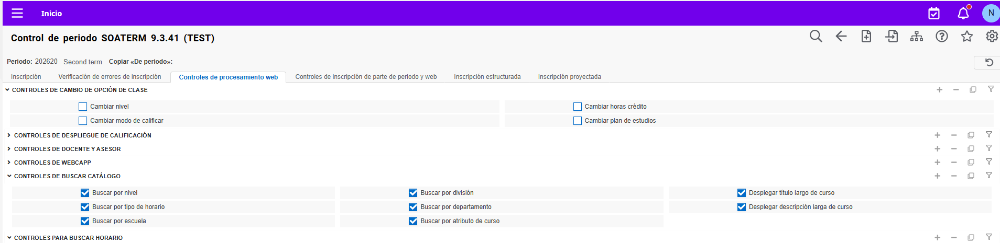 Inicio
N
Control de periodo SOATERM 9.3.41 (TEST)
Periodo: 202620 Second term Copiar «De periodo»:
Inscripción Verificación de errores de inscripción Controles de procesamiento web Controles de inscripción de parte de periodo y web Inscripción estructurada Inscripción proyectada
CONTROLES DE CAMBIO DE OPCIÓN DE CLASE
Cambiar nivel Cambiar horas crédito
Cambiar modo de calificar Cambiar plan de estudios
CONTROLES DE DESPLIEGUE DE CALIFICACIÓN
CONTROLES DE DOCENTE Y ASESOR
CONTROLES DE WEBCAPP
CONTROLES DE BUSCAR CATÁLOGO
Buscar por nivel Buscar por división Desplegar título largo de curso
Buscar por tipo de horario Buscar por departamento Desplegar descripción larga de curso
Buscar por escuela Buscar por atributo de curso
CONTROLES PARA BUSCAR HORARIO